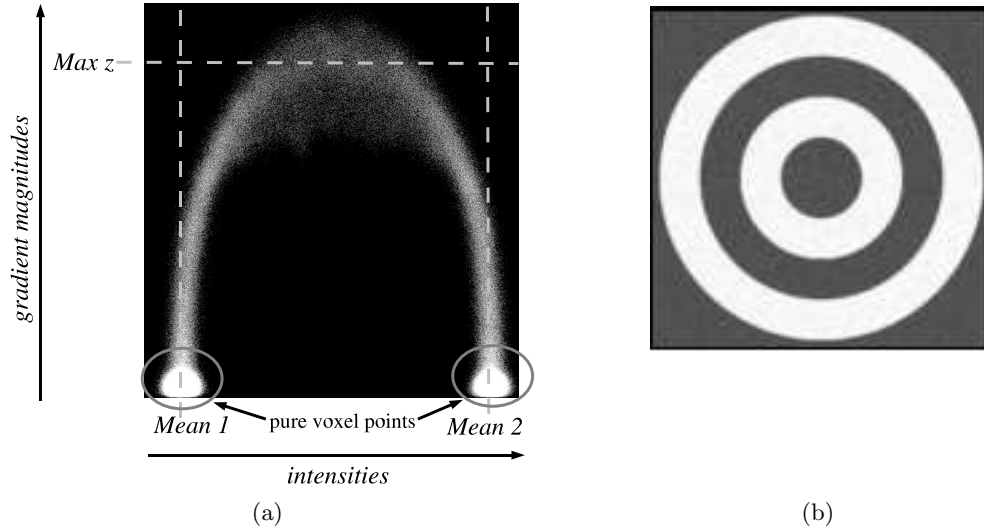 Max z
gradient magnitudes
pure voxel points
Mean 1
Mean 2
intensities
(a)
(b)